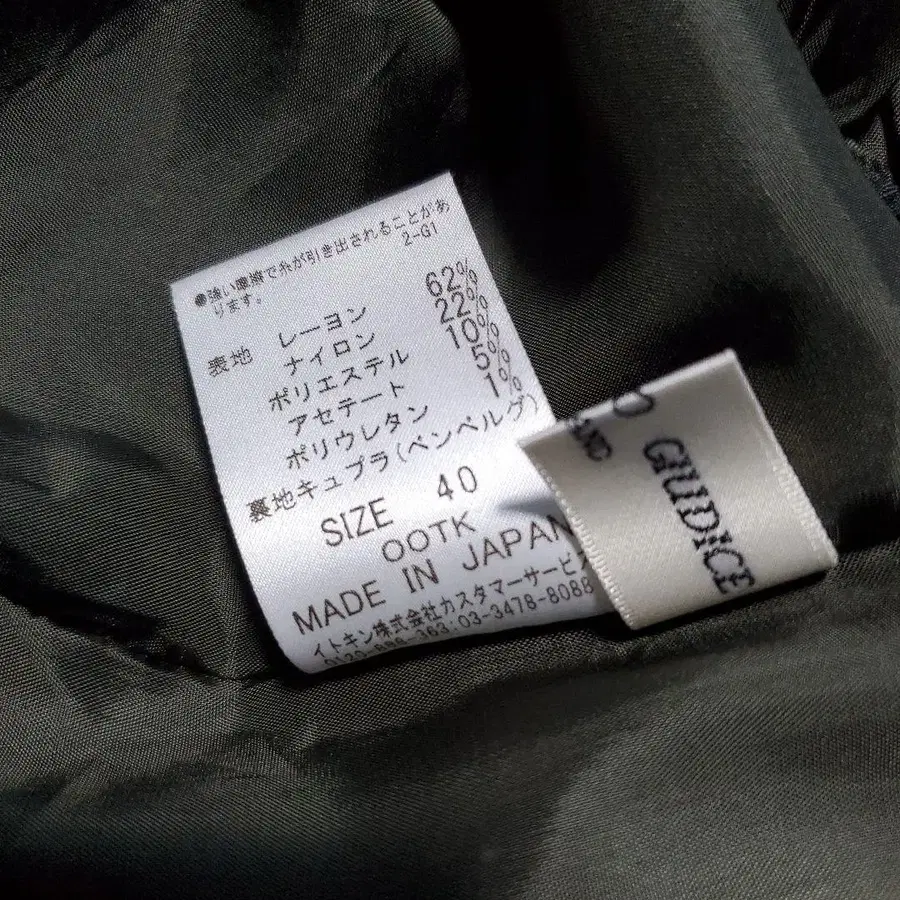 ●強い摩擦で糸が引き出されることがあ
ります。 2-G1
表地 レーヨン 62%
ナイロン 22%
ポリエステル 10%
アセテート 5%
ポリウレタン 1%
裏地キュプラ(ベンベルグ)
SIZE 40
OOTK
MADE IN JAPAN
イトキン株式会社カスタマーサービス
0120-686-363:03-3478-8088
GIUDICE